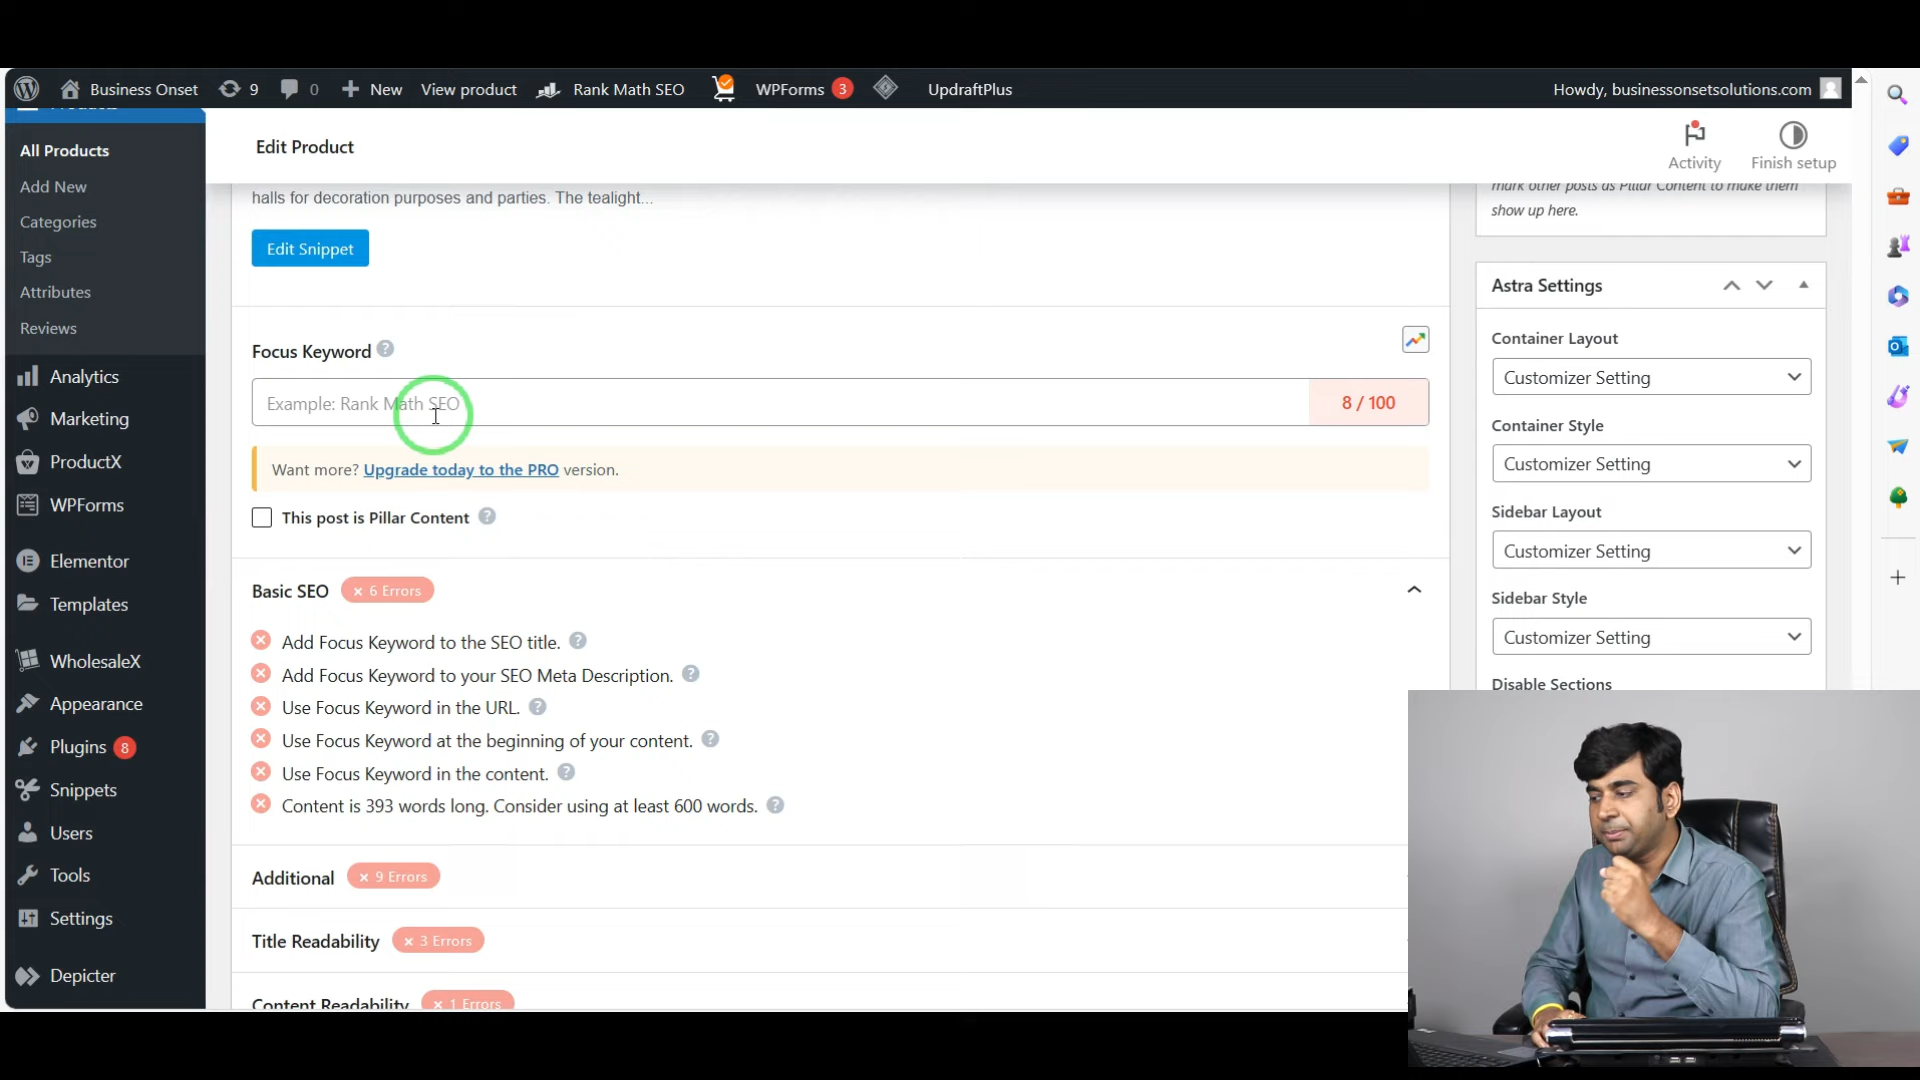 Business Onset 9 0 New View product Rank Math SEO WPForms 3 UpdraftPlus Howdy, businessonsetsolutions.com
All Products
Add New
Categories
Tags
Attributes
Reviews
Analytics
Marketing
ProductX
WPForms
Elementor
Templates
WholesaleX
Appearance
Plugins 8
Snippets
Users
Tools
Settings
Depicter
Edit Product
Activity
Finish setup
halls for decoration purposes and parties. The tealight...
Edit Snippet
Focus Keyword ?
Example: Rank Math SEO
8 / 100
Want more? Upgrade today to the PRO version.
This post is Pillar Content ?
Basic SEO × 6 Errors
Add Focus Keyword to the SEO title. ?
Add Focus Keyword to your SEO Meta Description. ?
Use Focus Keyword in the URL. ?
Use Focus Keyword at the beginning of your content. ?
Use Focus Keyword in the content. ?
Content is 393 words long. Consider using at least 600 words. ?
Additional × 9 Errors
Title Readability × 3 Errors
Content Readability × 1 Errors
mark other posts as Pillar Content to make them
show up here.
Astra Settings
Container Layout
Customizer Setting
Container Style
Customizer Setting
Sidebar Layout
Customizer Setting
Sidebar Style
Customizer Setting
Disable Sections